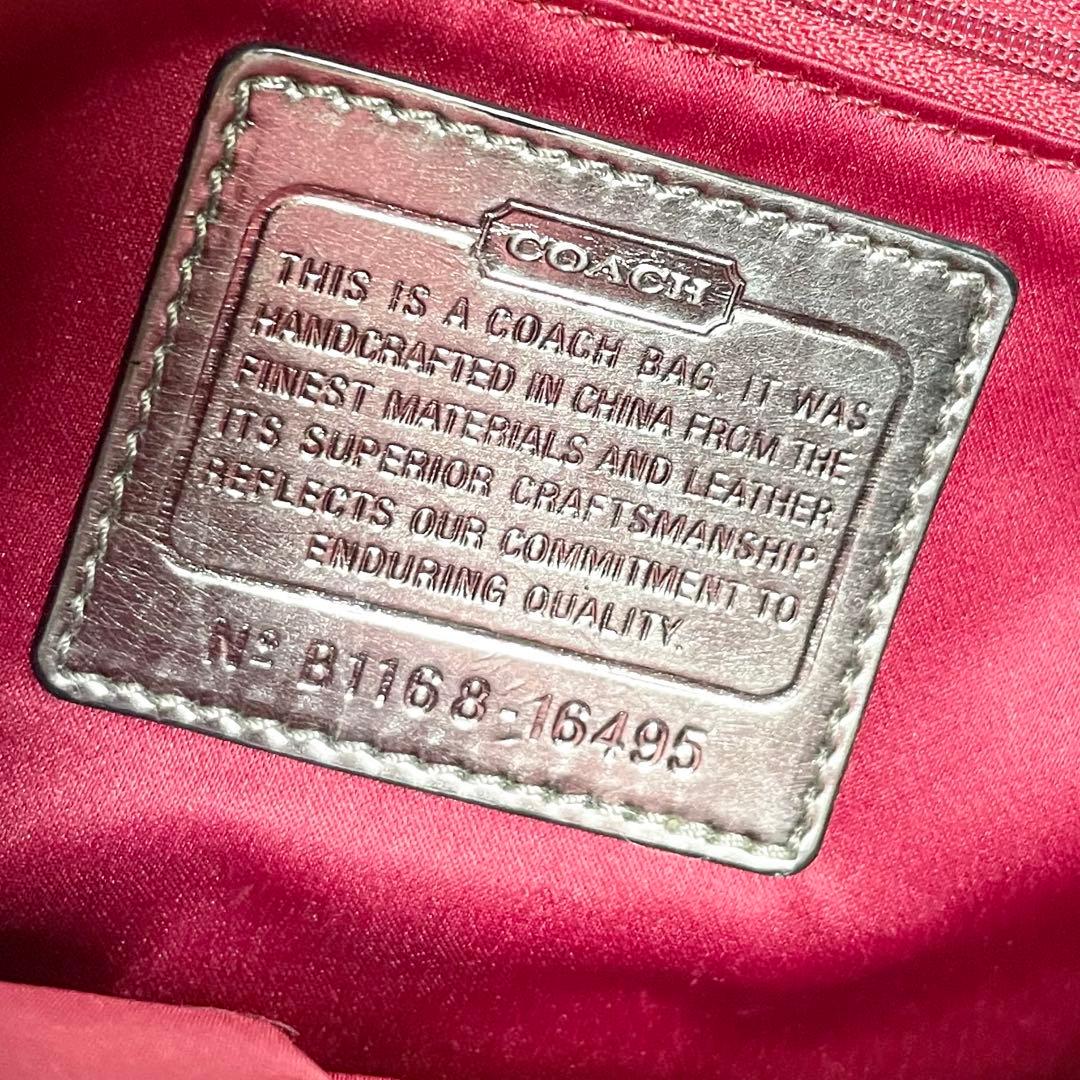 COACH
THIS IS A COACH BAG. IT WAS
HANDCRAFTED IN CHINA FROM THE
FINEST MATERIALS AND LEATHER.
ITS SUPERIOR CRAFTSMANSHIP
REFLECTS OUR COMMITMENT TO
ENDURING QUALITY.
Nº B1168-16495